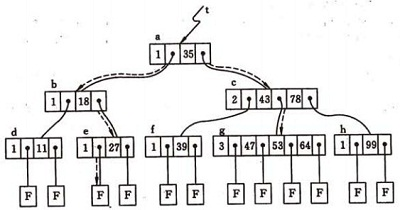 t
a
1 35
b c
1 18 2 43 78
d e f g h
1 11 1 27 1 39 3 47 53 64 1 99
F F F F F F F F F F F F